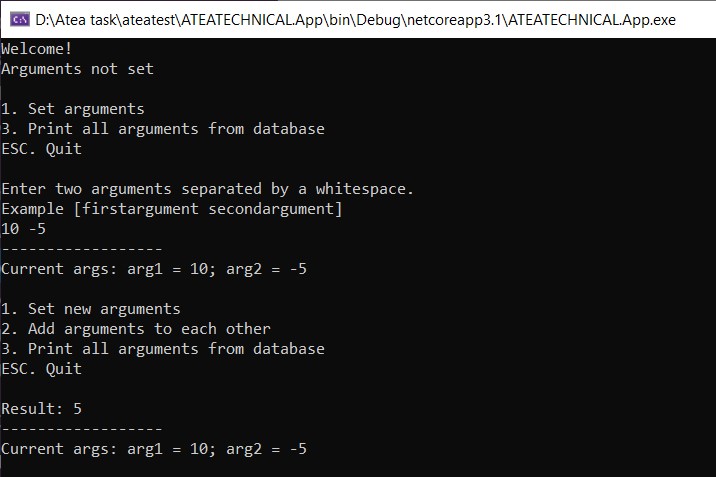 D:\Atea task\ateatest\ATEATECHNICAL.App\bin\Debug\netcoreapp3.1\ATEATECHNICAL.App.exe
Welcome!
Arguments not set
1. Set arguments
3. Print all arguments from database
ESC. Quit
Enter two arguments separated by a whitespace.
Example [firstargument secondargument]
10 -5
------------------
Current args: arg1 = 10; arg2 = -5
1. Set new arguments
2. Add arguments to each other
3. Print all arguments from database
ESC. Quit
Result: 5
------------------
Current args: arg1 = 10; arg2 = -5